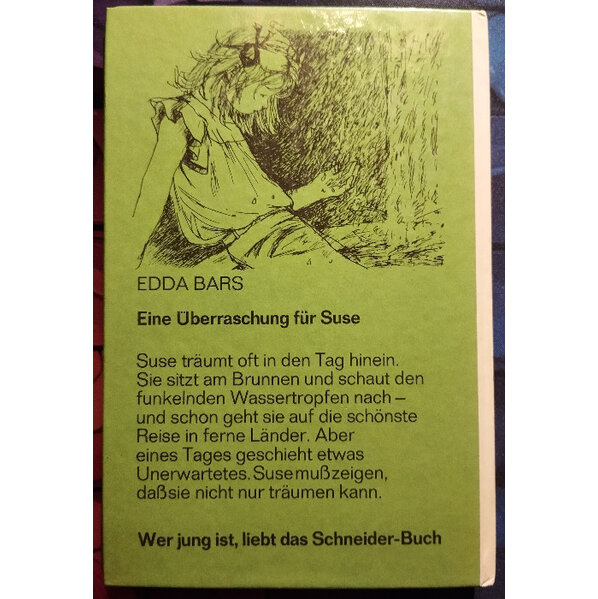 EDDA BARS
Eine Überraschung für Suse
Suse träumt oft in den Tag hinein.
Sie sitzt am Brunnen und schaut den
funkelnden Wassertropfen nach –
und schon geht sie auf die schönste
Reise in ferne Länder. Aber
eines Tages geschieht etwas
Unerwartetes. Suse muß zeigen,
daß sie nicht nur träumen kann.
Wer jung ist, liebt das Schneider-Buch